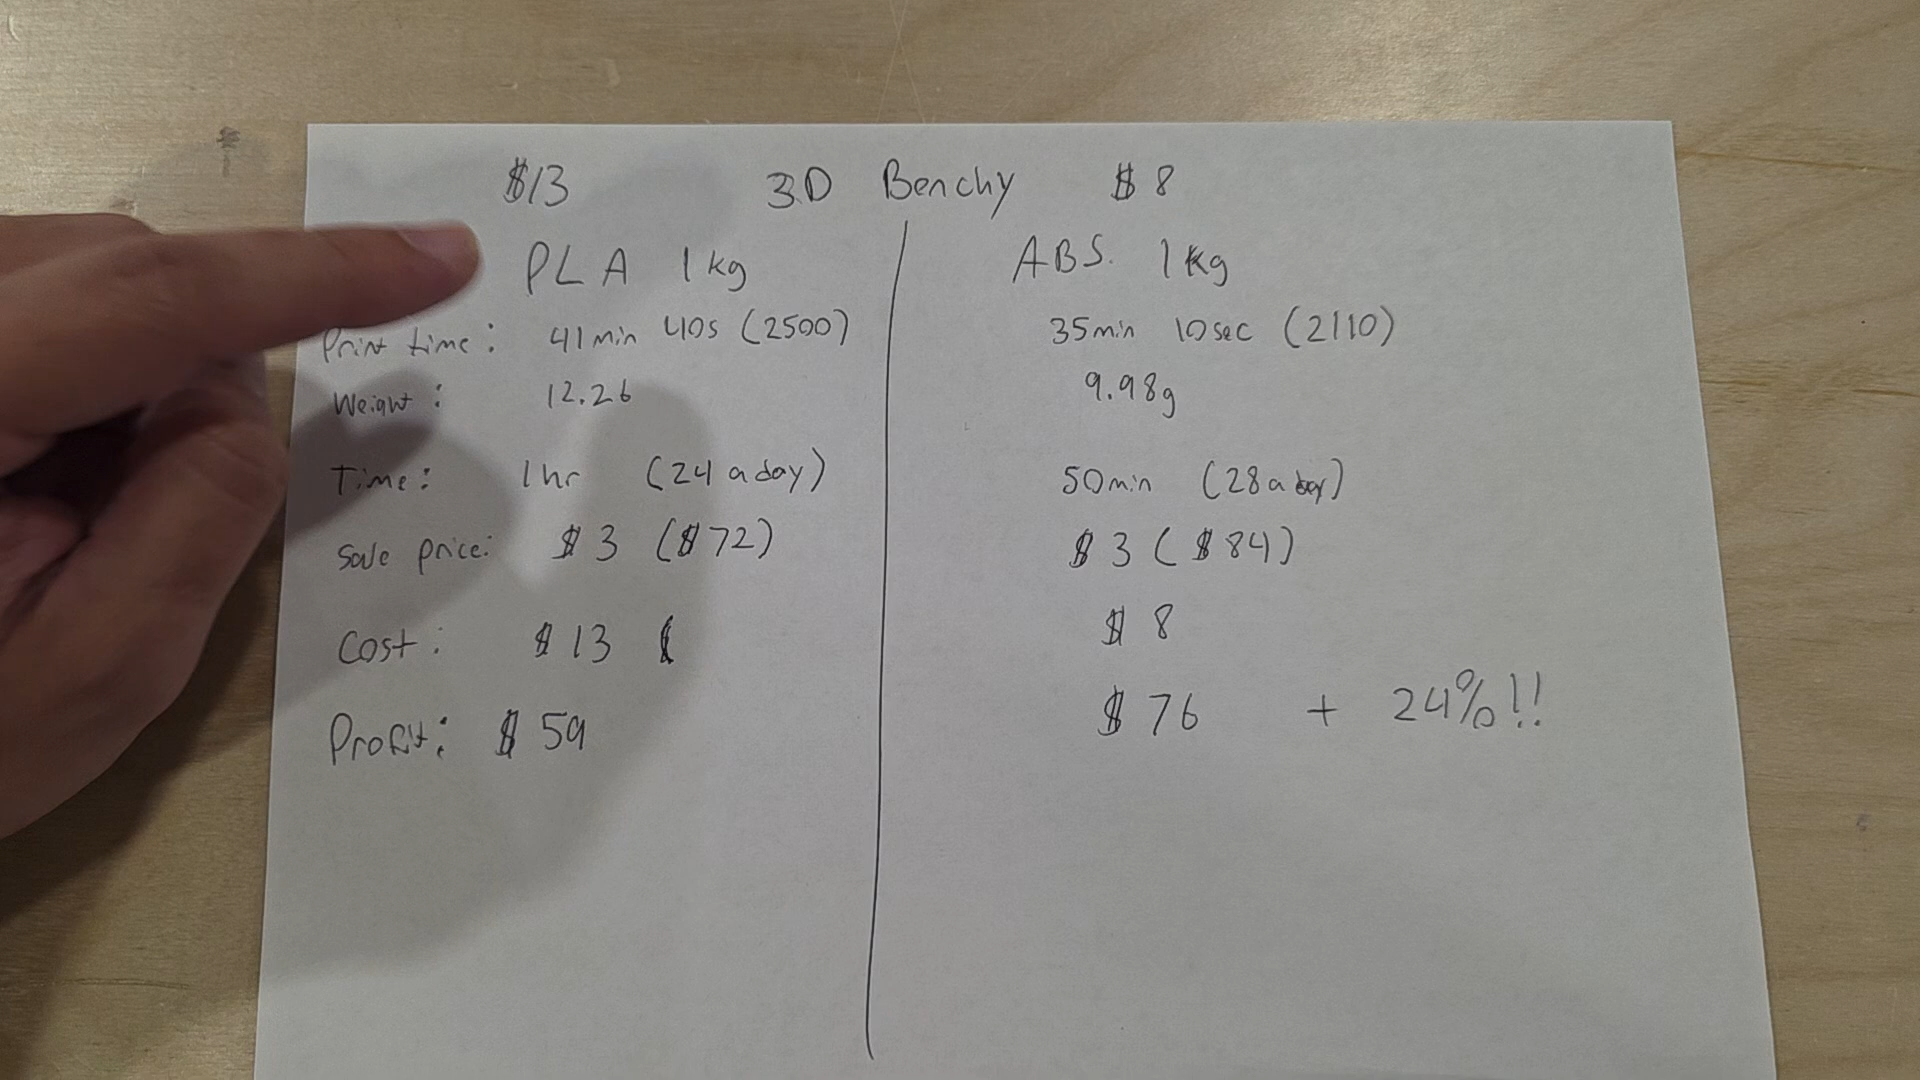 $13 3D Benchy $8
PLA 1kg ABS. 1kg
Print time: 41min 40s (2500) 35min 10sec (2110)
Weight: 12.26 9.98g
Time: 1hr (24 a day) 50min (28 a day)
Sale price: $3 ($72) $3 ($84)
Cost: $13 ( $8
Profit: $59 $76 + 24%!!